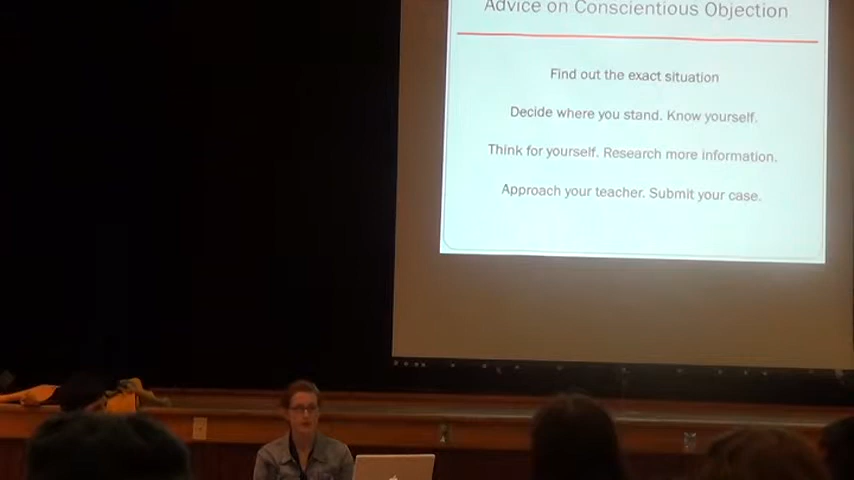 Advice on Conscientious Objection
Find out the exact situation
Decide where you stand. Know yourself.
Think for yourself. Research more information.
Approach your teacher. Submit your case.